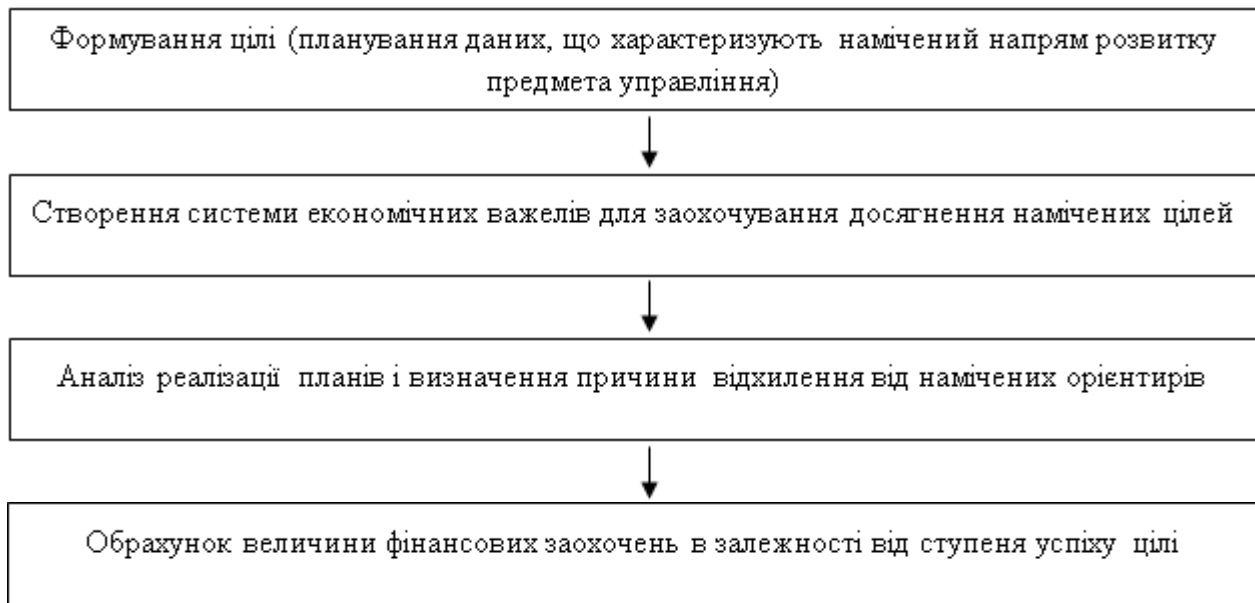 Формування цілі (планування даних, що характеризують намічений напрям розвитку
предмета управління)
Створення системи економічних важелів для заохочування досягнення намічених цілей
Аналіз реалізації планів і визначення причини відхилення від намічених орієнтирів
Обрахунок величини фінансових заохочень в залежності від ступеня успіху цілі